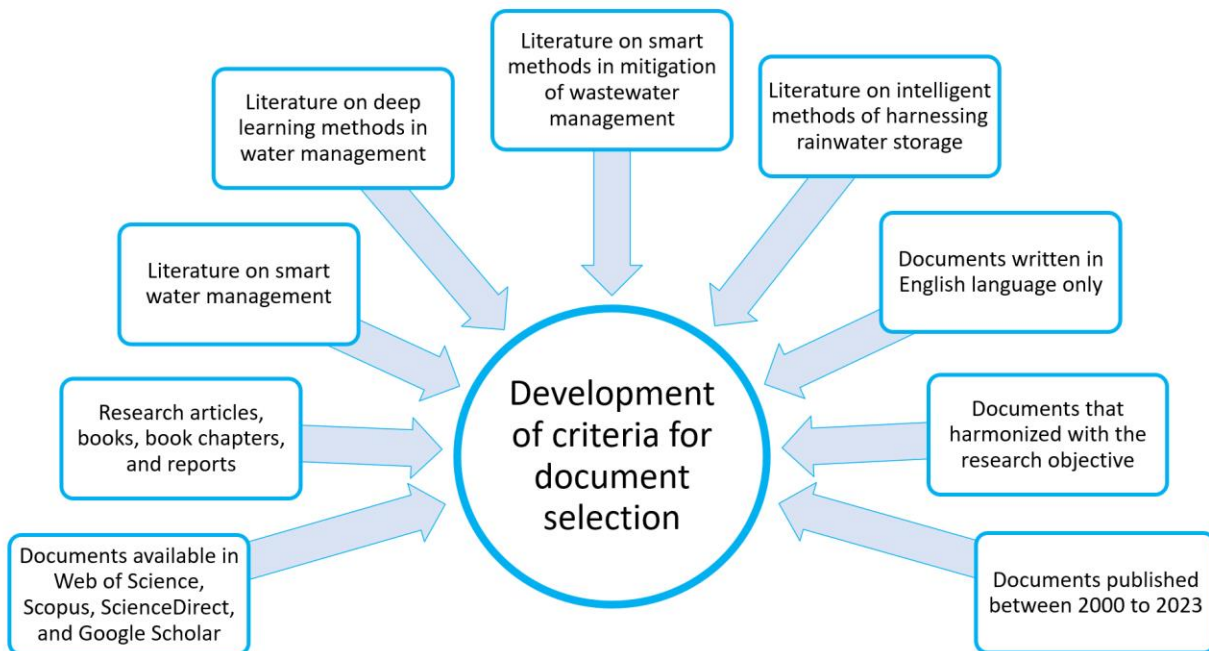 Literature on smart
methods in mitigation
of wastewater
management
Literature on deep
learning methods in
water management
Literature on intelligent
methods of harnessing
rainwater storage
Literature on smart
water management
Documents written in
English language only
Research articles,
books, book chapters,
and reports
Development
of criteria for
document
selection
Documents that
harmonized with the
research objective
Documents available in
Web of Science,
Scopus, ScienceDirect,
and Google Scholar
Documents published
between 2000 to 2023